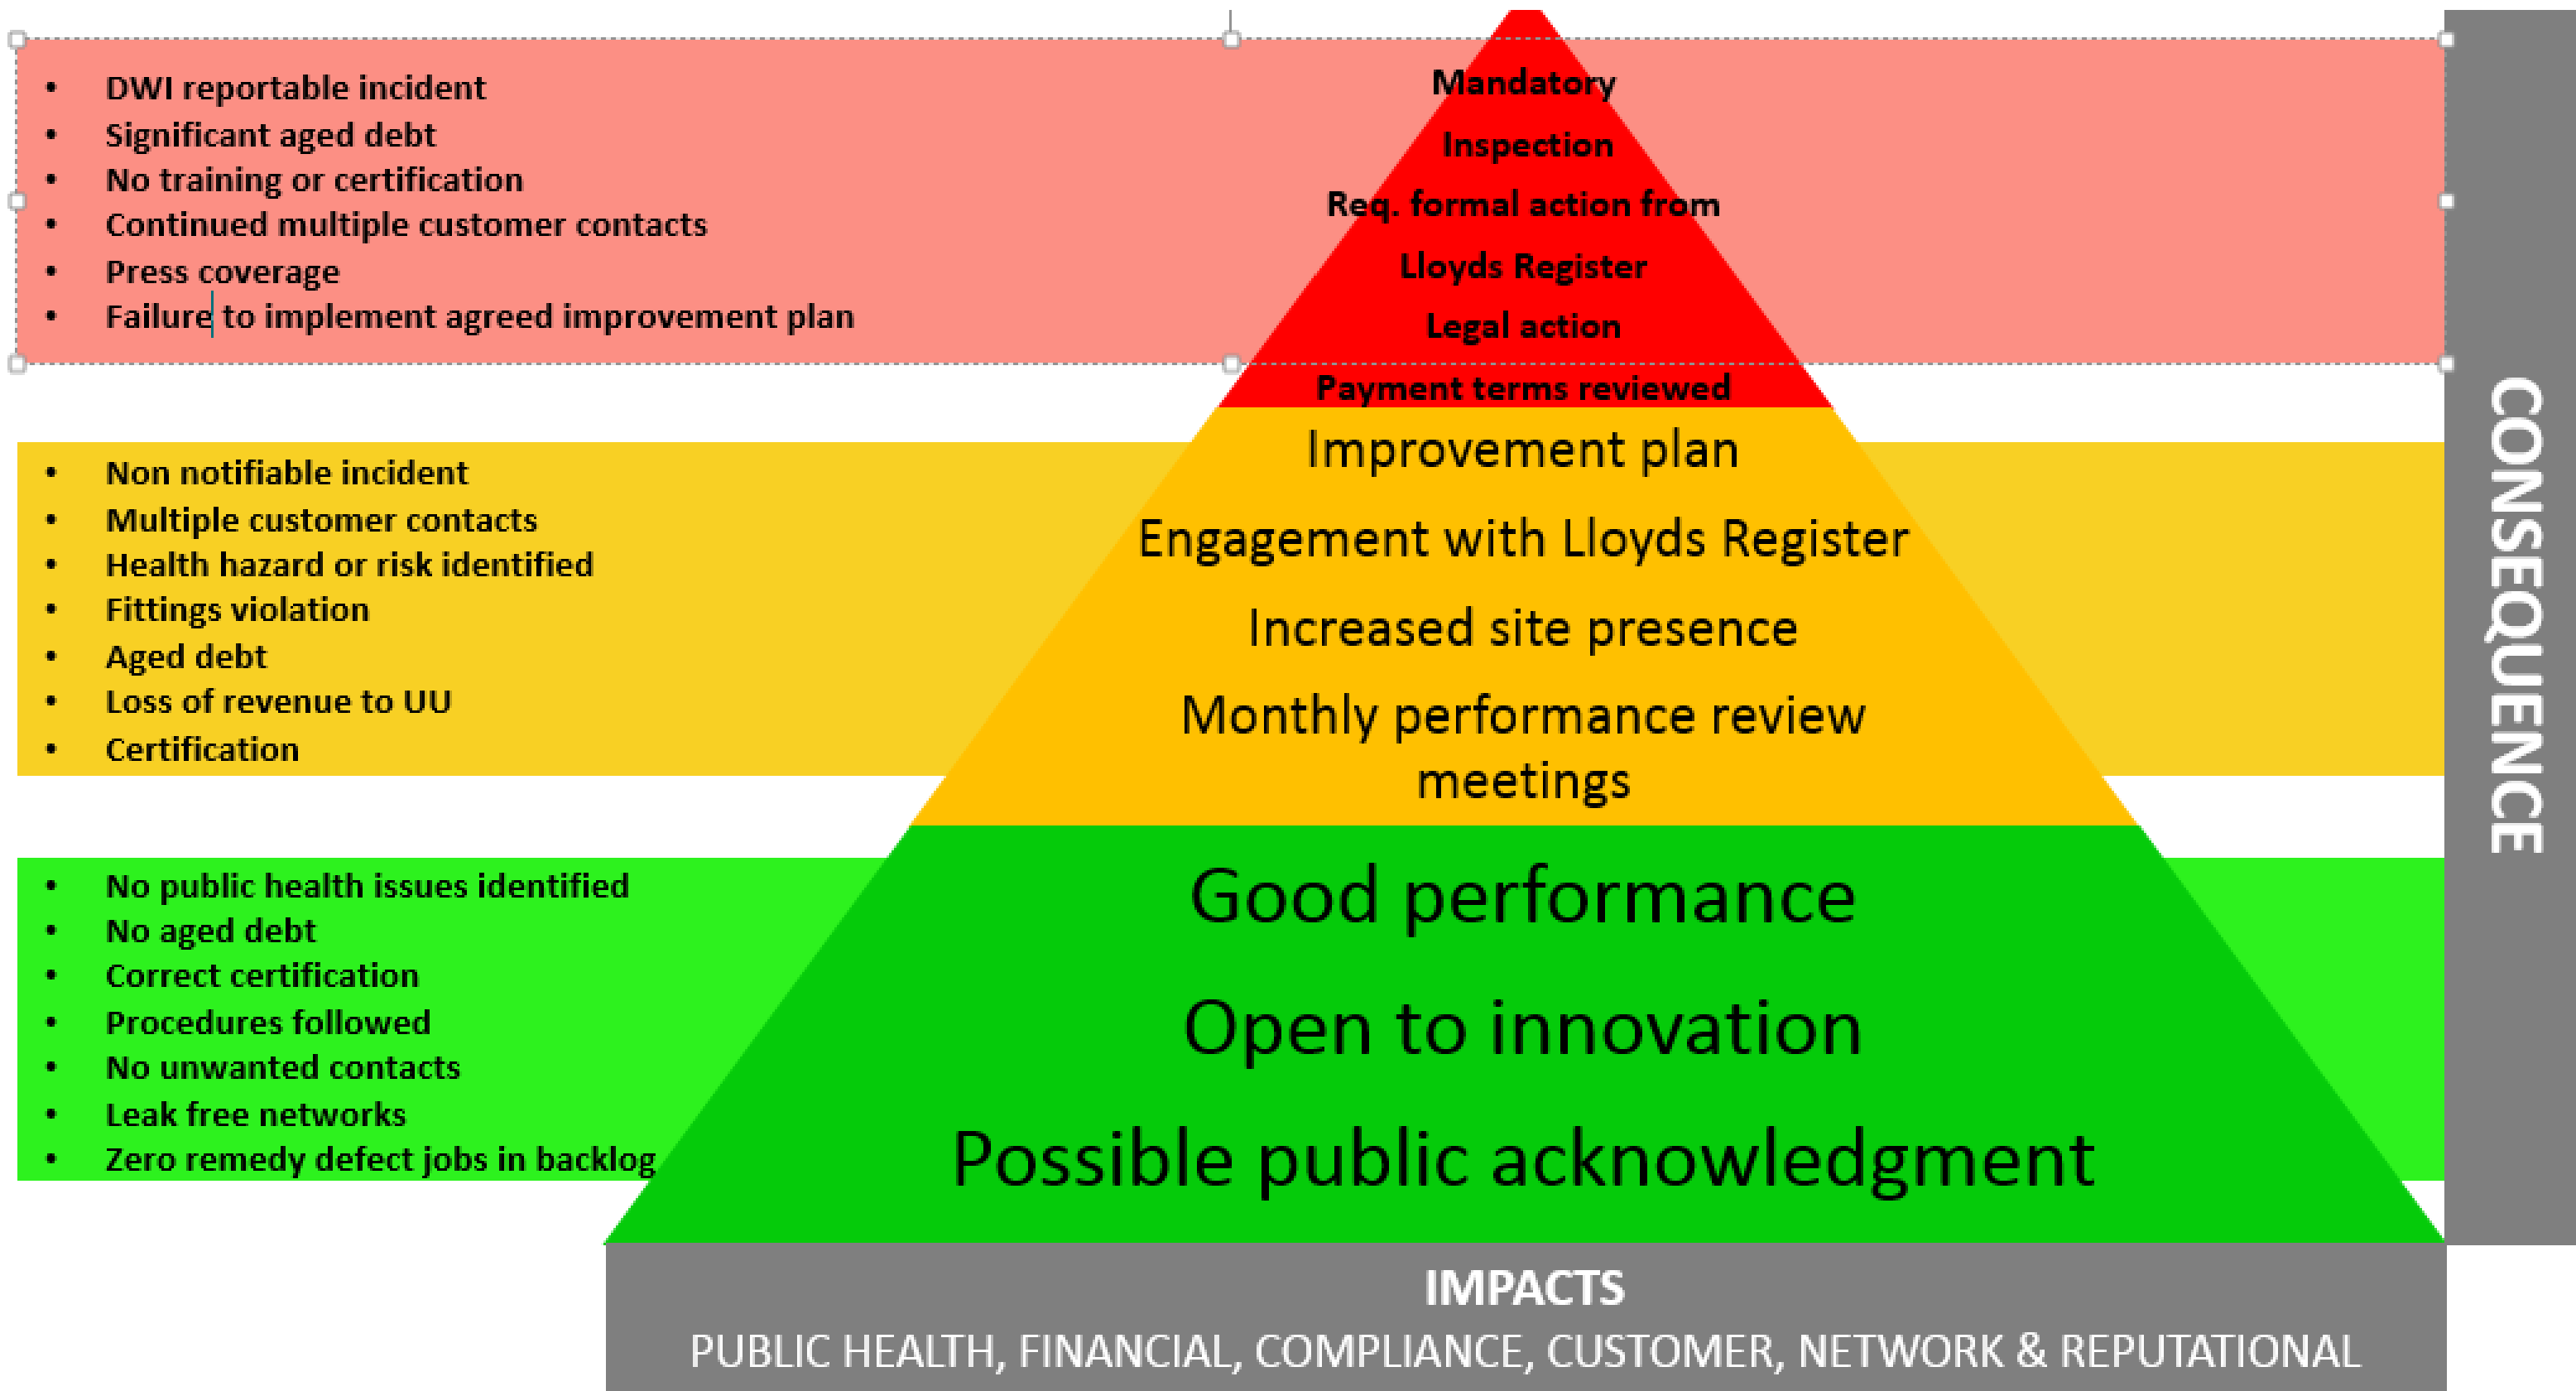 • DWI reportable incident
• Significant aged debt
• No training or certification
• Continued multiple customer contacts
• Press coverage
• Failure to implement agreed improvement plan
Mandatory
Inspection
Req. formal action from
Lloyds Register
Legal action
Payment terms reviewed
• Non notifiable incident
• Multiple customer contacts
• Health hazard or risk identified
• Fittings violation
• Aged debt
• Loss of revenue to UU
• Certification
Improvement plan
Engagement with Lloyds Register
Increased site presence
Monthly performance review
meetings
• No public health issues identified
• No aged debt
• Correct certification
• Procedures followed
• No unwanted contacts
• Leak free networks
• Zero remedy defect jobs in backlog
Good performance
Open to innovation
Possible public acknowledgment
CONSEQUENCE
IMPACTS
PUBLIC HEALTH, FINANCIAL, COMPLIANCE, CUSTOMER, NETWORK & REPUTATIONAL